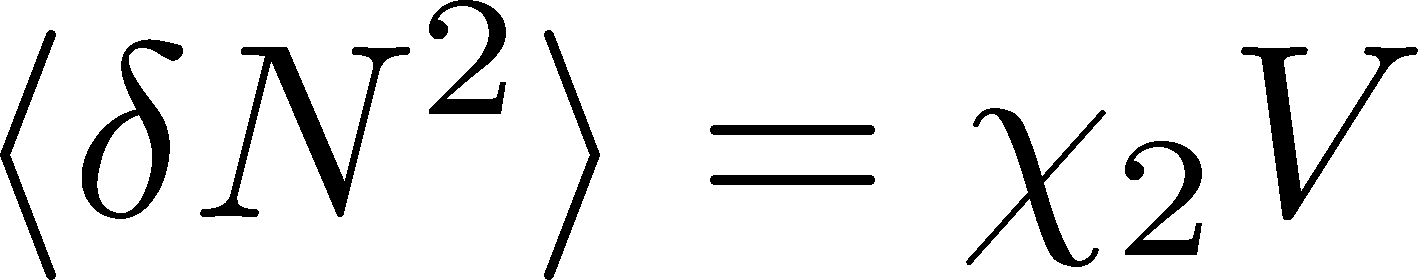 ⟨δN²⟩ = χ₂V